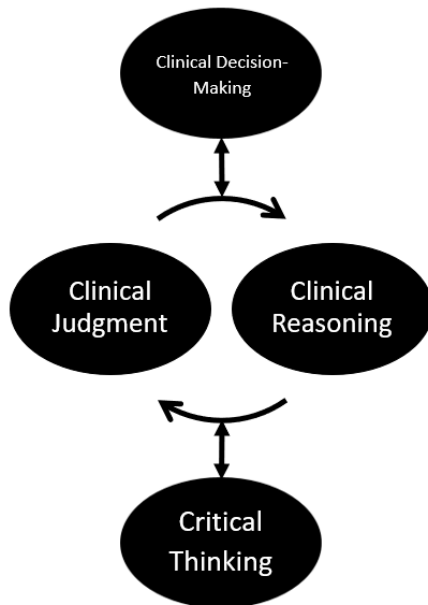 Clinical Decision-
Making
Clinical
Judgment
Clinical
Reasoning
Critical
Thinking